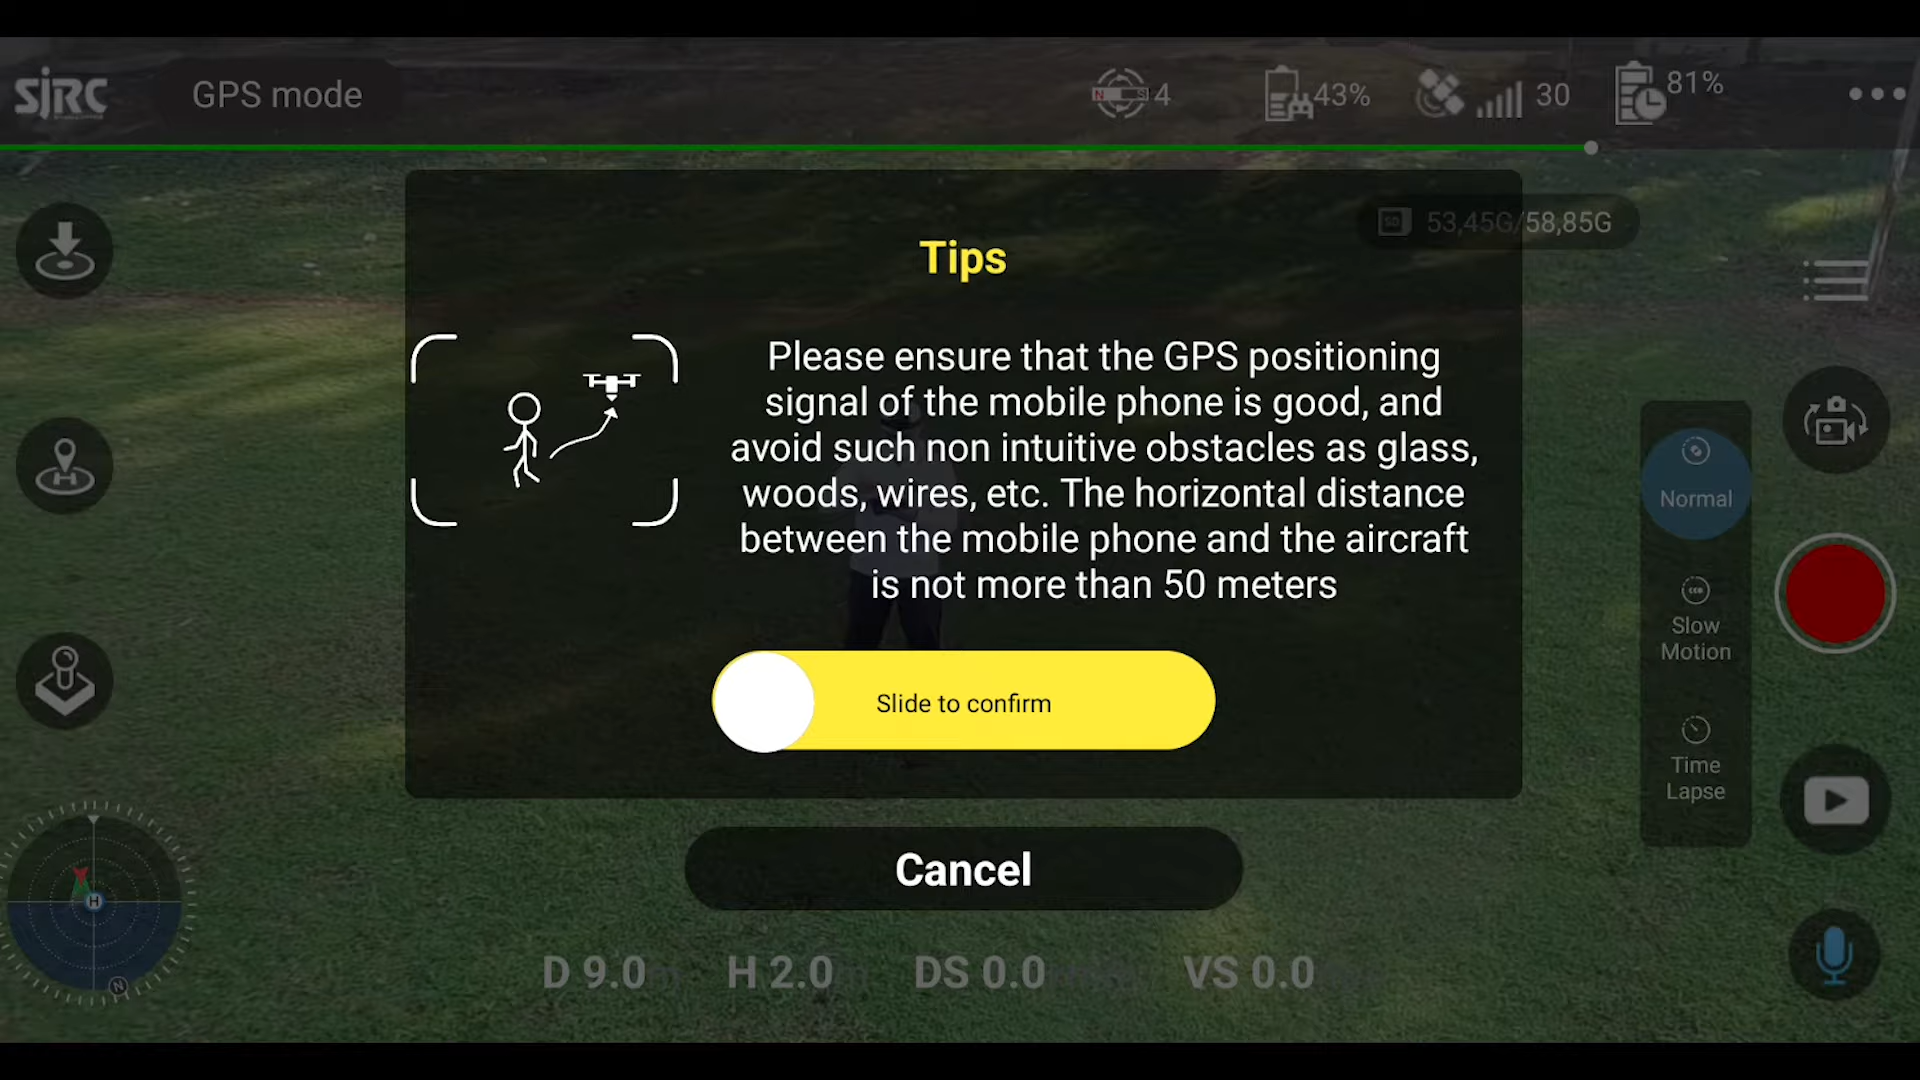 SJRC
GPS mode
N S 4
43%
30
81%
SD 53,45G/58,85G
Tips
Please ensure that the GPS positioning
signal of the mobile phone is good, and
avoid such non intuitive obstacles as glass,
woods, wires, etc. The horizontal distance
between the mobile phone and the aircraft
is not more than 50 meters
Slide to confirm
Cancel
Normal
Slow
Motion
Time
Lapse
H
H
N
D 9.0m
H 2.0m
DS 0.0
VS 0.0